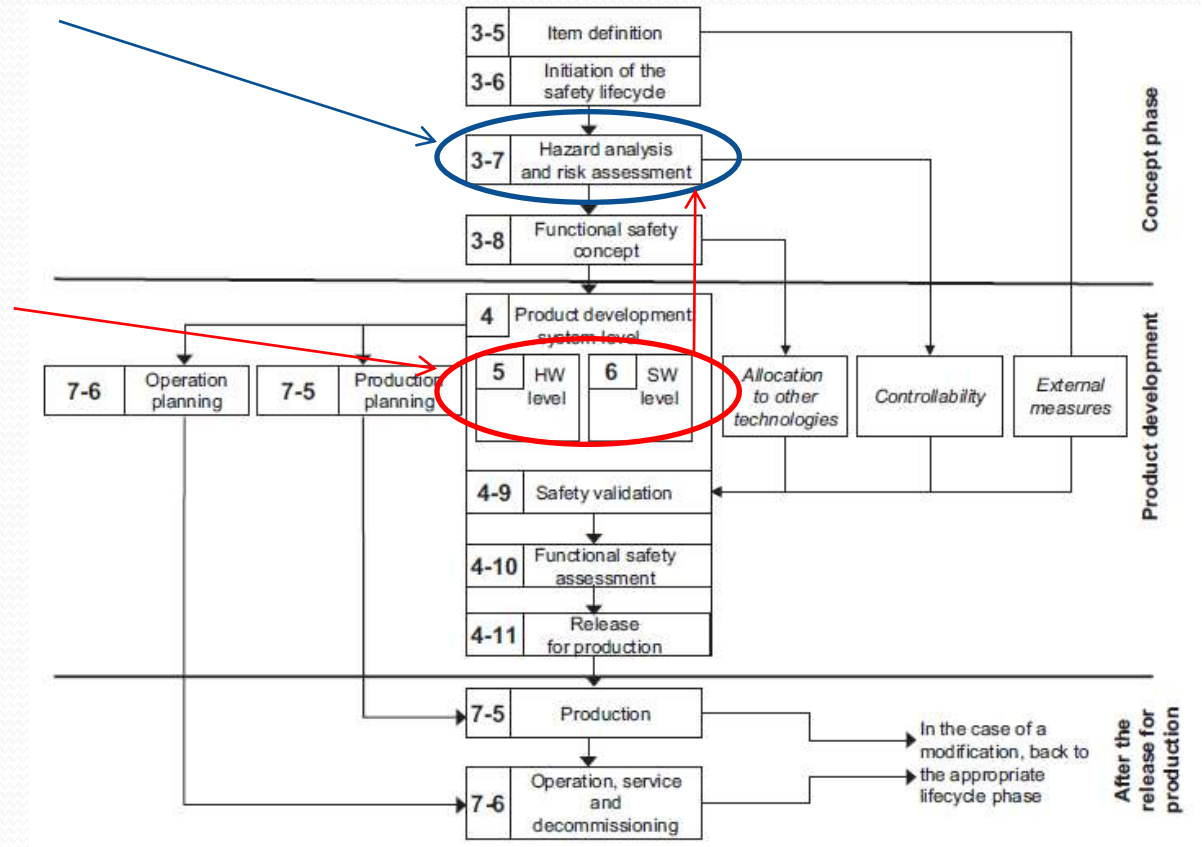 3-5 Item definition
3-6 Initiation of the
safety lifecycle
3-7 Hazard analysis
and risk assessment
3-8 Functional safety
concept
Concept phase
4 Product development
system level
5 HW
level
6 SW
level
7-6 Operation
planning
7-5 Production
planning
Allocation
to other
technologies
Controllability
External
measures
4-9 Safety validation
4-10 Functional safety
assessment
4-11 Release
for production
Product development
7-5 Production
7-6 Operation, service
and
decommissioning
In the case of a
modification, back to
the appropriate
lifecycle phase
After the
release for
production